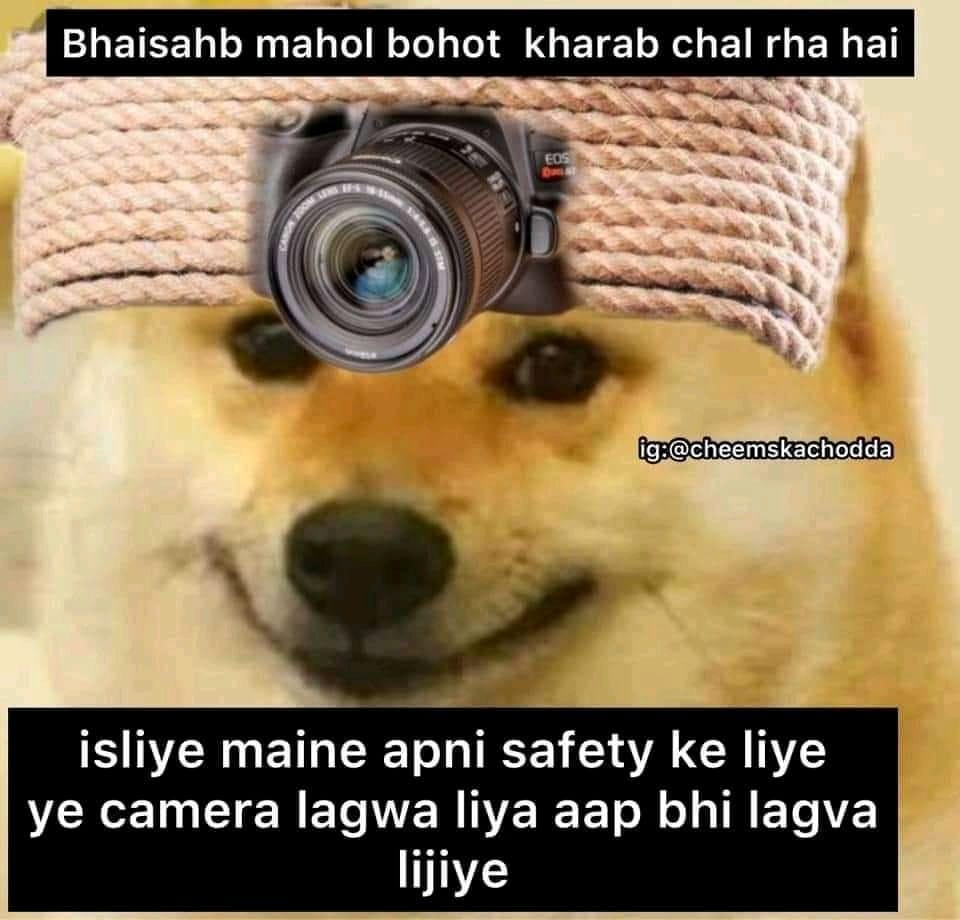 Bhaisahb mahol bohot kharab chal rha hai
EOS
ig:@cheemskachodda
isliye maine apni safety ke liye
ye camera lagwa liya aap bhi lagva
lijiye